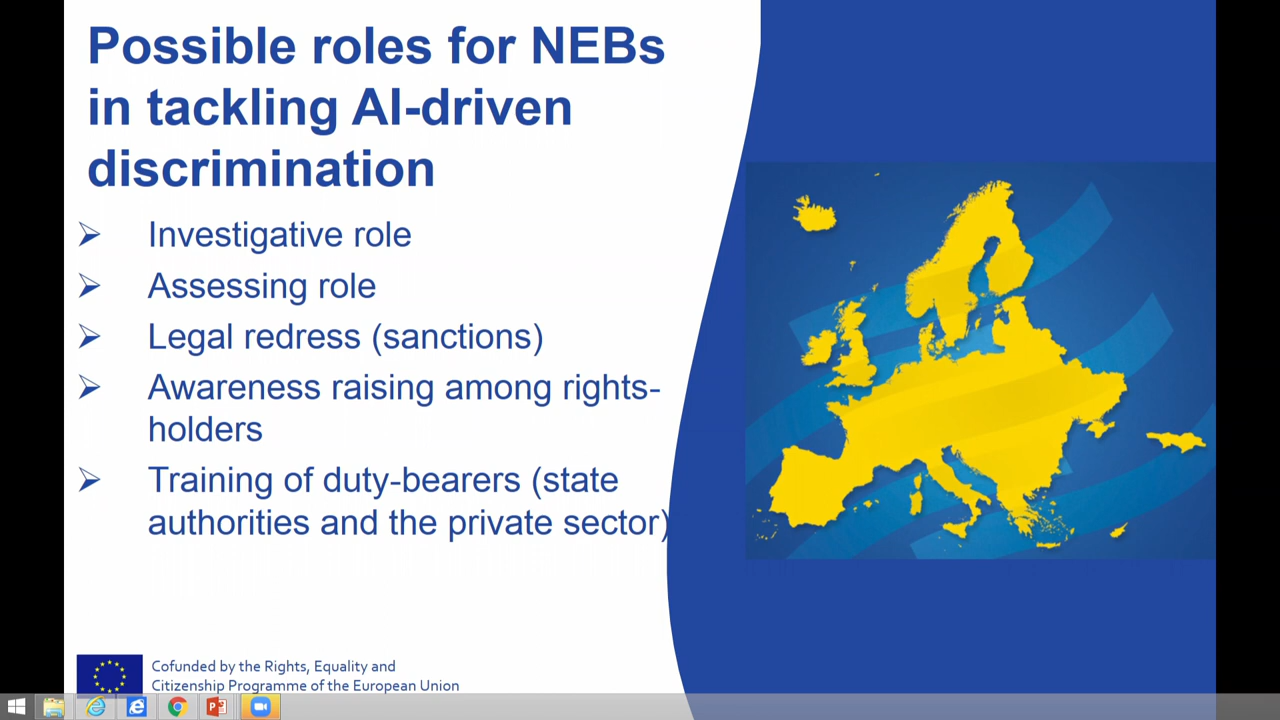 Possible roles for NEBs
in tackling AI-driven
discrimination
Investigative role
Assessing role
Legal redress (sanctions)
Awareness raising among rights-
holders
Training of duty-bearers (state
authorities and the private sector)
Cofunded by the Rights, Equality and
Citizenship Programme of the European Union